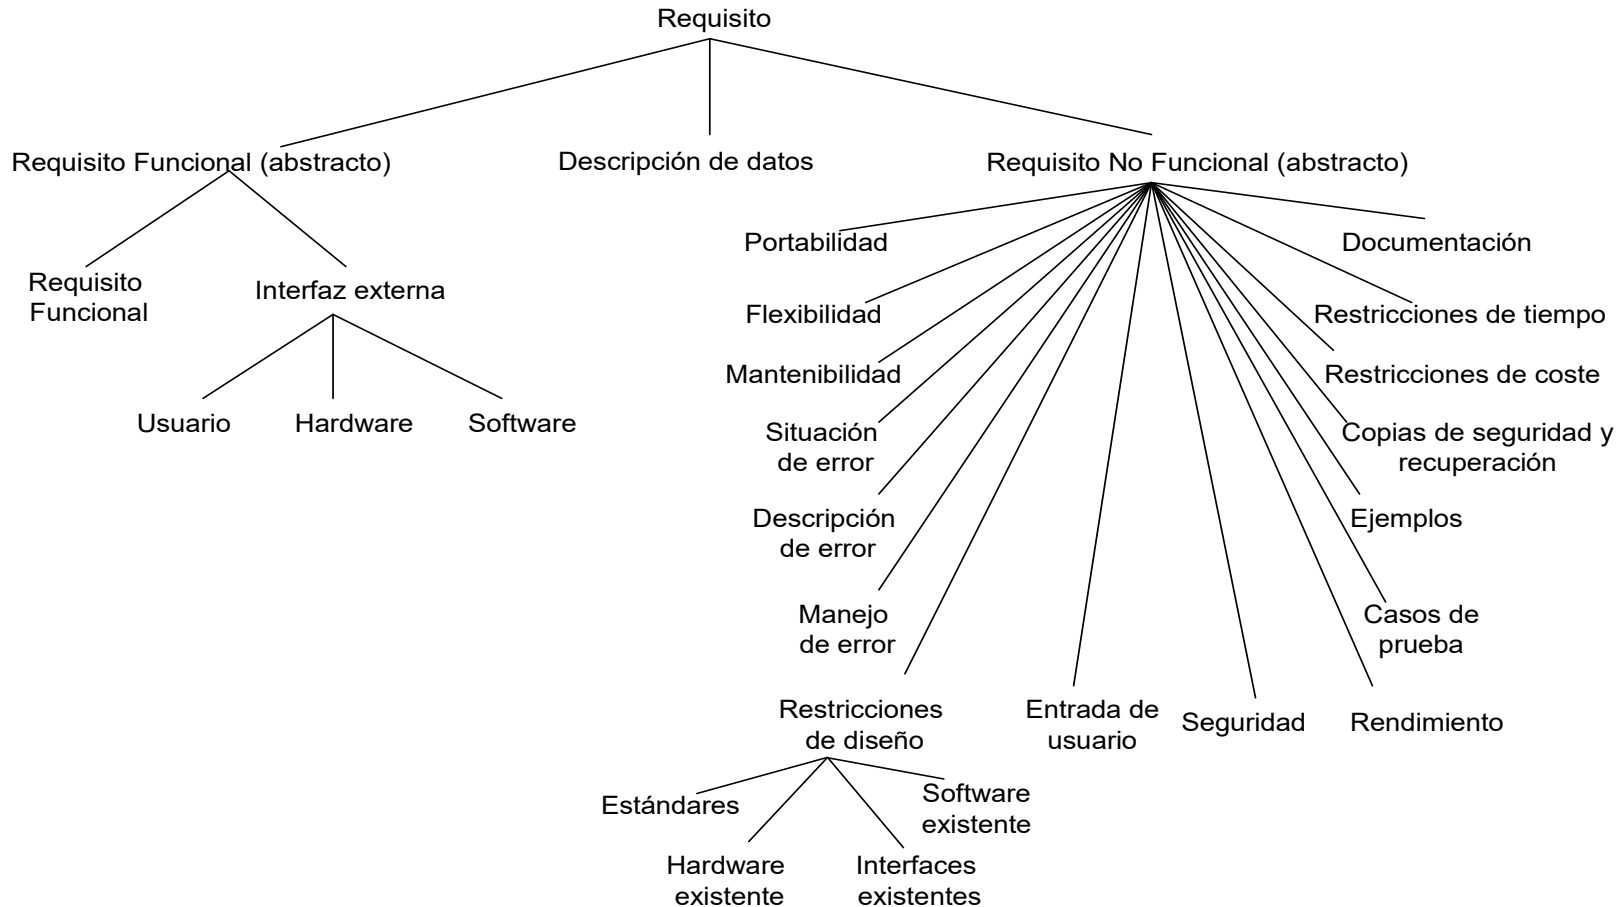 Requisito
Requisito Funcional (abstracto)
Descripción de datos
Requisito No Funcional (abstracto)
Requisito
Funcional
Interfaz externa
Usuario
Hardware
Software
Portabilidad
Flexibilidad
Mantenibilidad
Situación
de error
Descripción
de error
Manejo
de error
Restricciones
de diseño
Estándares
Hardware
existente
Interfaces
existentes
Software
existente
Entrada de
usuario
Seguridad
Rendimiento
Casos de
prueba
Ejemplos
Copias de seguridad y
recuperación
Restricciones de coste
Restricciones de tiempo
Documentación